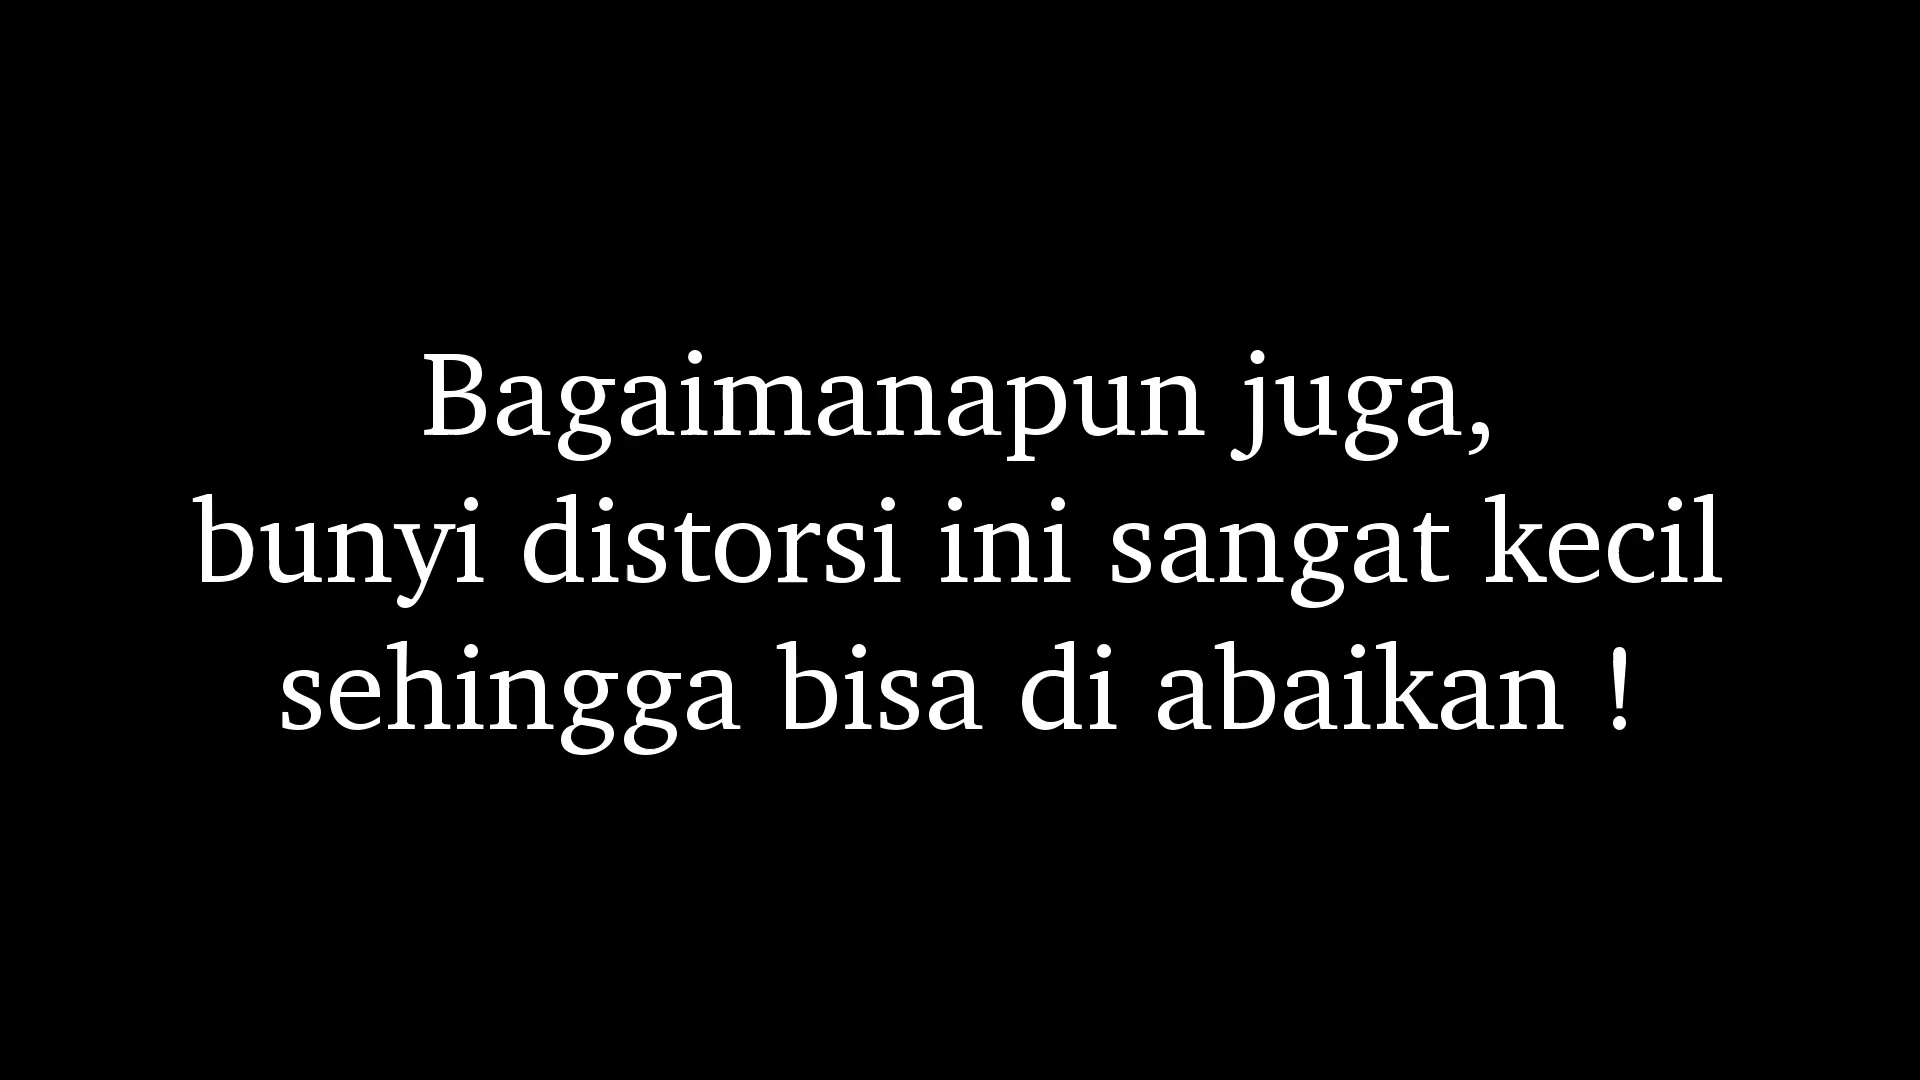 Bagaimanapun juga,
bunyi distorsi ini sangat kecil
sehingga bisa di abaikan !